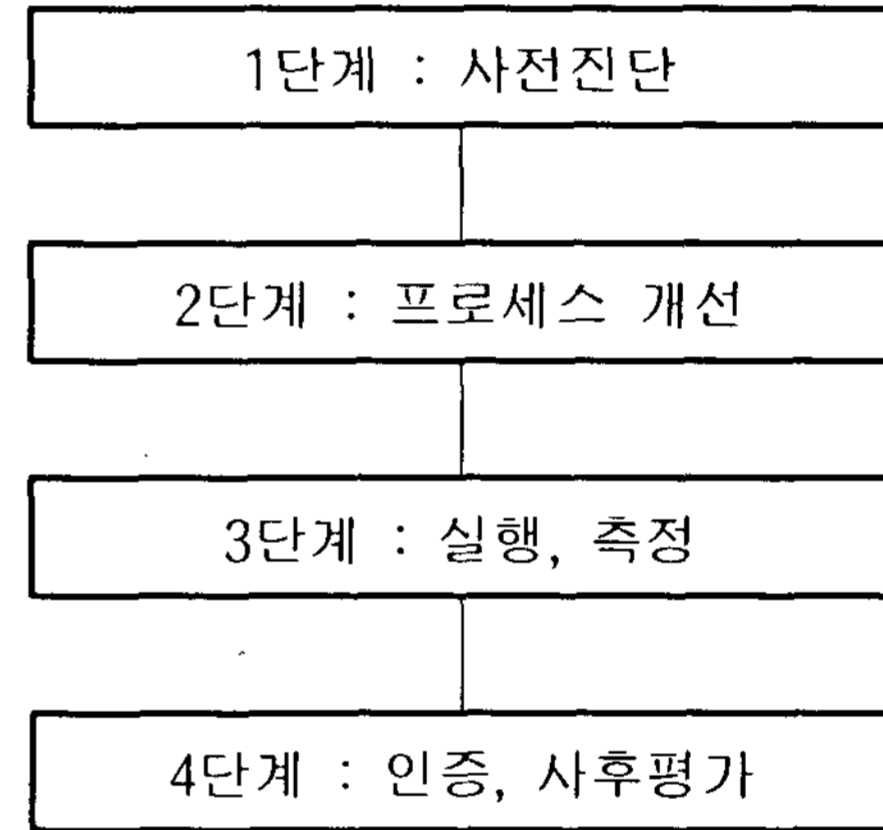 1단계 : 사전진단
2단계 : 프로세스 개선
3단계 : 실행, 측정
4단계 : 인증, 사후평가